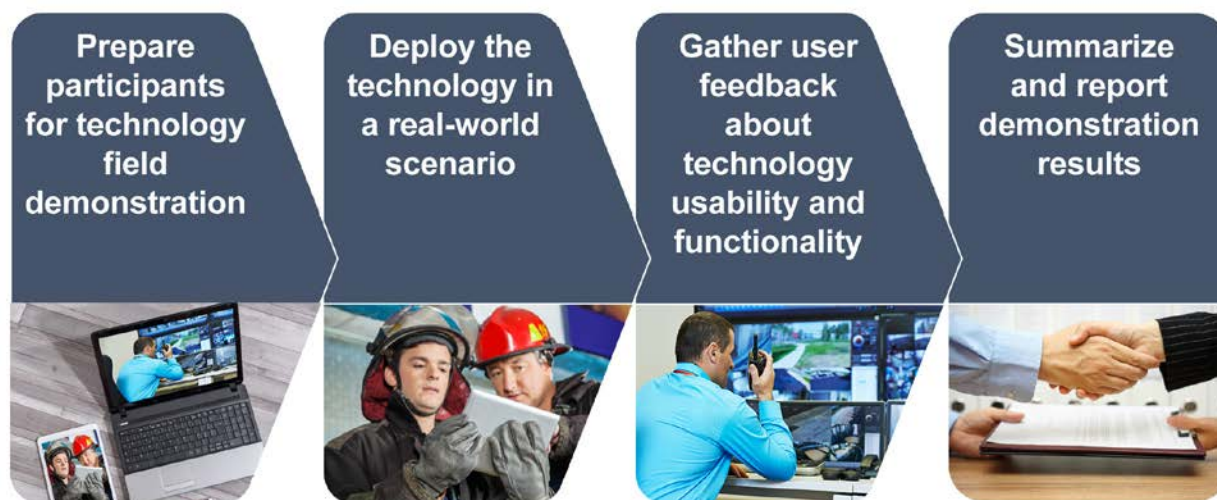 Prepare
participants
for technology
field
demonstration
Deploy the
technology in
a real-world
scenario
Gather user
feedback
about
technology
usability and
functionality
Summarize
and report
demonstration
results